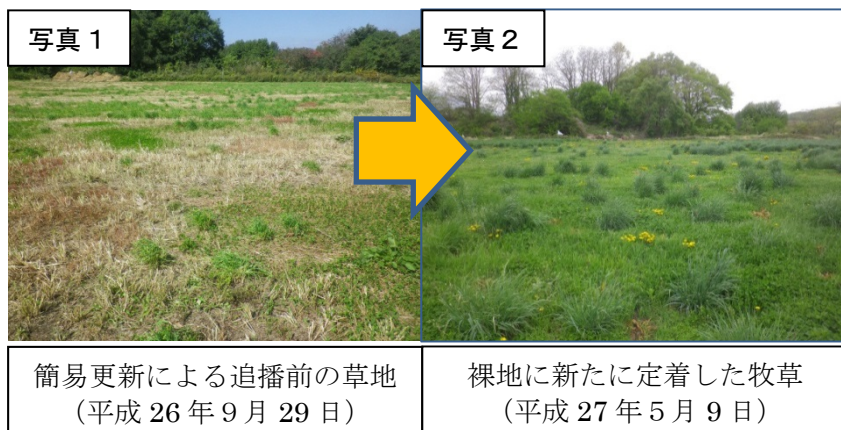 写真1
写真2
簡易更新による追播前の草地
（平成 26 年9月 29 日）
裸地に新たに定着した牧草
（平成 27 年5月 9 日）